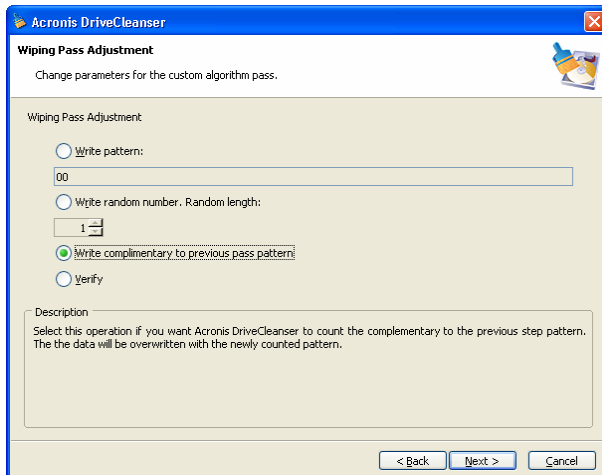 Acronis DriveCleanser
Wiping Pass Adjustment
Change parameters for the custom algorithm pass.
Wiping Pass Adjustment
Write pattern:
00
Write random number. Random length:
1
Write complimentary to previous pass pattern
Verify
Description
Select this operation if you want Acronis DriveCleanser to count the complementary to the previous step pattern.
The the data will be overwritten with the newly counted pattern.
< Back Next > Cancel